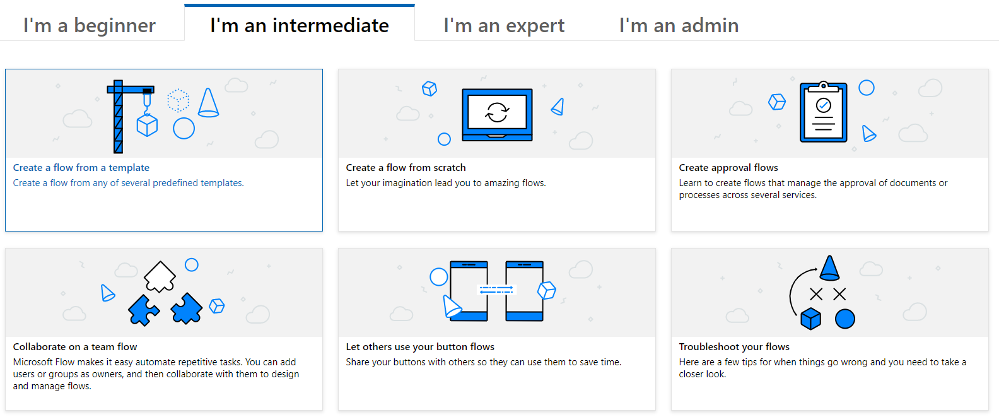 I'm a beginner
I'm an intermediate
I'm an expert
I'm an admin
Create a flow from a template
Create a flow from any of several predefined templates.
Create a flow from scratch
Let your imagination lead you to amazing flows.
Create approval flows
Learn to create flows that manage the approval of documents or
processes across several services.
Collaborate on a team flow
Microsoft Flow makes it easy automate repetitive tasks. You can add
users or groups as owners, and then collaborate with them to design
and manage flows.
Let others use your button flows
Share your buttons with others so they can use them to save time.
Troubleshoot your flows
Here are a few tips for when things go wrong and you need to take a
closer look.